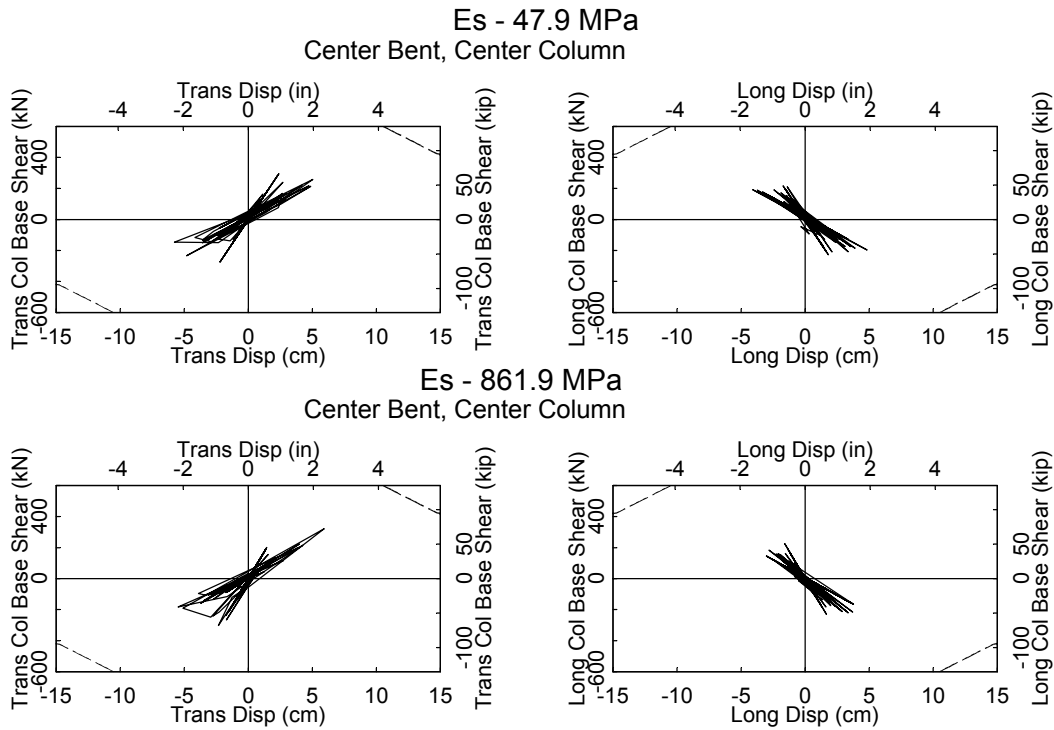 Es - 47.9 MPa
Center Bent, Center Column
Trans Disp (in)
-4 -2 0 2 4
Trans Col Base Shear (kN)
400
0
-600
Trans Col Base Shear (kip)
50
0
-100
-15 -10 -5 0 5 10 15
Trans Disp (cm)
Long Disp (in)
-4 -2 0 2 4
Long Col Base Shear (kN)
400
0
-600
Long Col Base Shear (kip)
50
0
-100
-15 -10 -5 0 5 10 15
Long Disp (cm)
Es - 861.9 MPa
Center Bent, Center Column
Trans Disp (in)
-4 -2 0 2 4
Trans Col Base Shear (kN)
400
0
-600
Trans Col Base Shear (kip)
50
0
-100
-15 -10 -5 0 5 10 15
Trans Disp (cm)
Long Disp (in)
-4 -2 0 2 4
Long Col Base Shear (kN)
400
0
-600
Long Col Base Shear (kip)
50
0
-100
-15 -10 -5 0 5 10 15
Long Disp (cm)